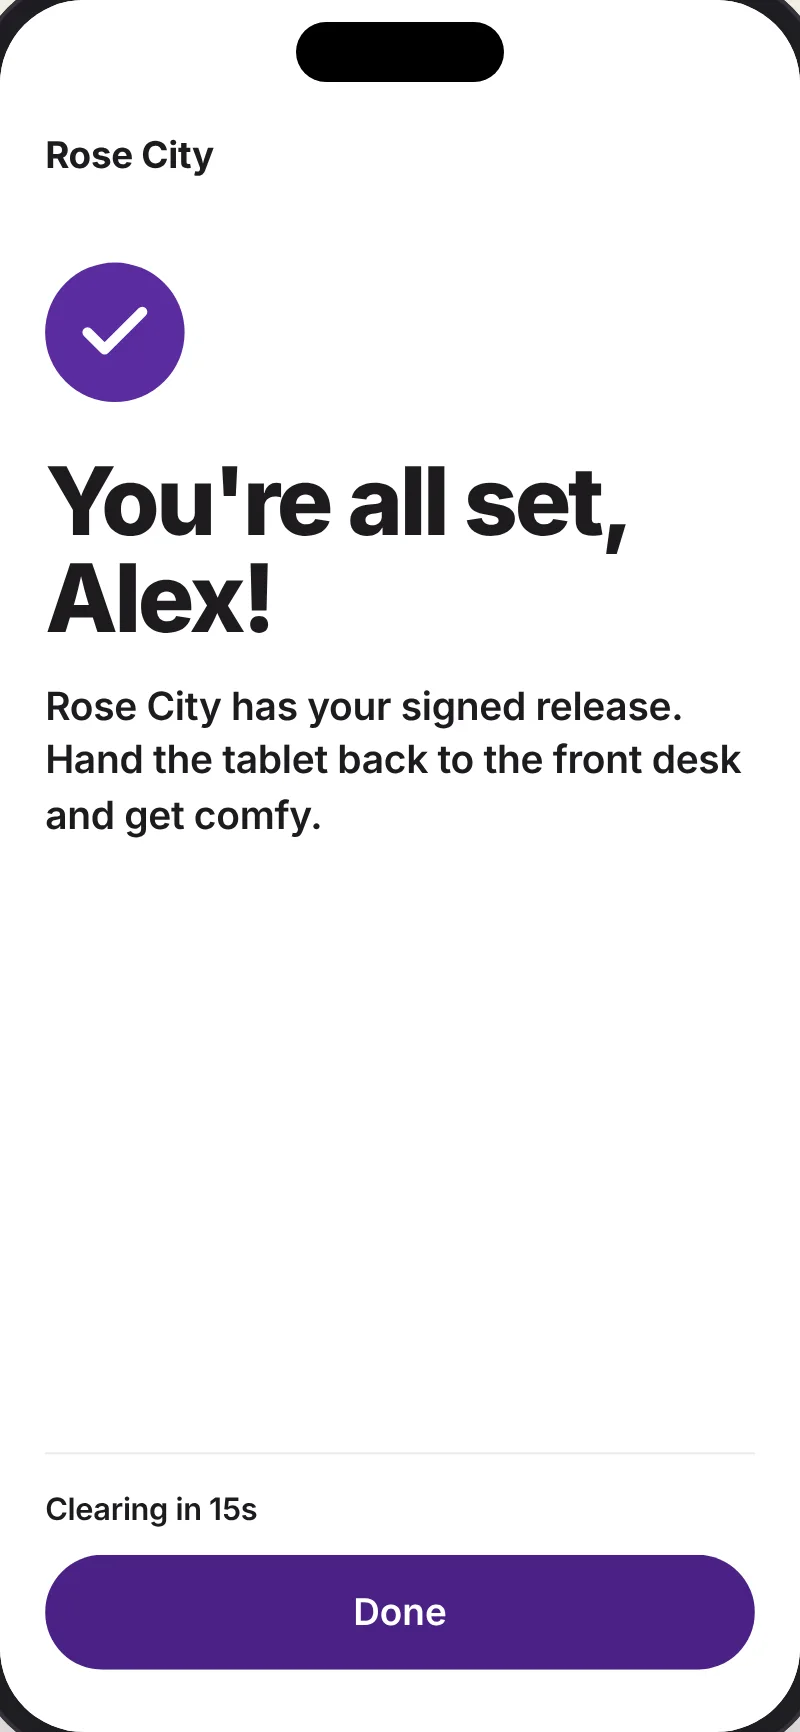 Rose City
You're all set,
Alex!
Rose City has your signed release.
Hand the tablet back to the front desk
and get comfy.
Clearing in 15s
Done